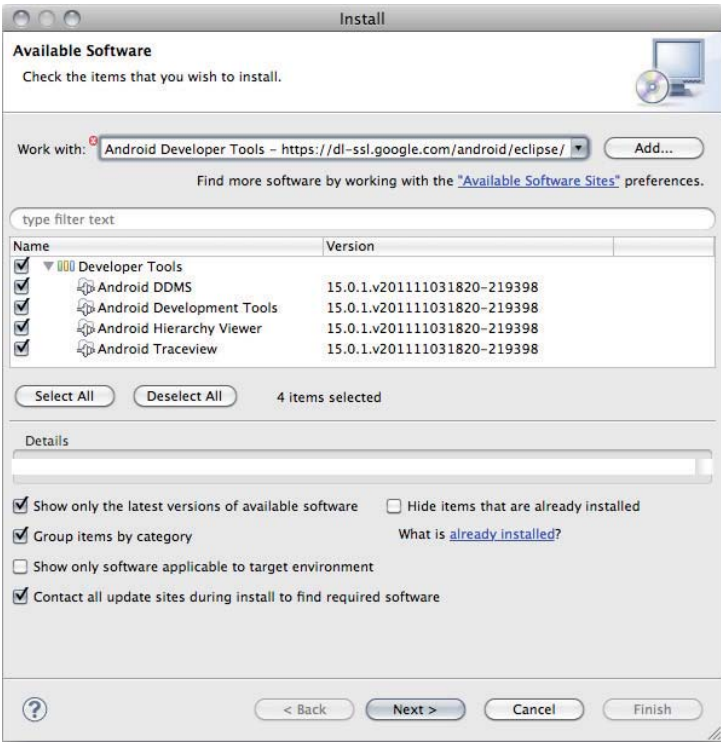 Install
Available Software
Check the items that you wish to install.
Work with: Android Developer Tools - https://dl-ssl.google.com/android/eclipse/ Add...
Find more software by working with the "Available Software Sites" preferences.
type filter text
Name Version
Developer Tools
Android DDMS 15.0.1.v201111031820-219398
Android Development Tools 15.0.1.v201111031820-219398
Android Hierarchy Viewer 15.0.1.v201111031820-219398
Android Traceview 15.0.1.v201111031820-219398
Select All Deselect All 4 items selected
Details
Show only the latest versions of available software Hide items that are already installed
Group items by category What is already installed?
Show only software applicable to target environment
Contact all update sites during install to find required software
? < Back Next > Cancel Finish